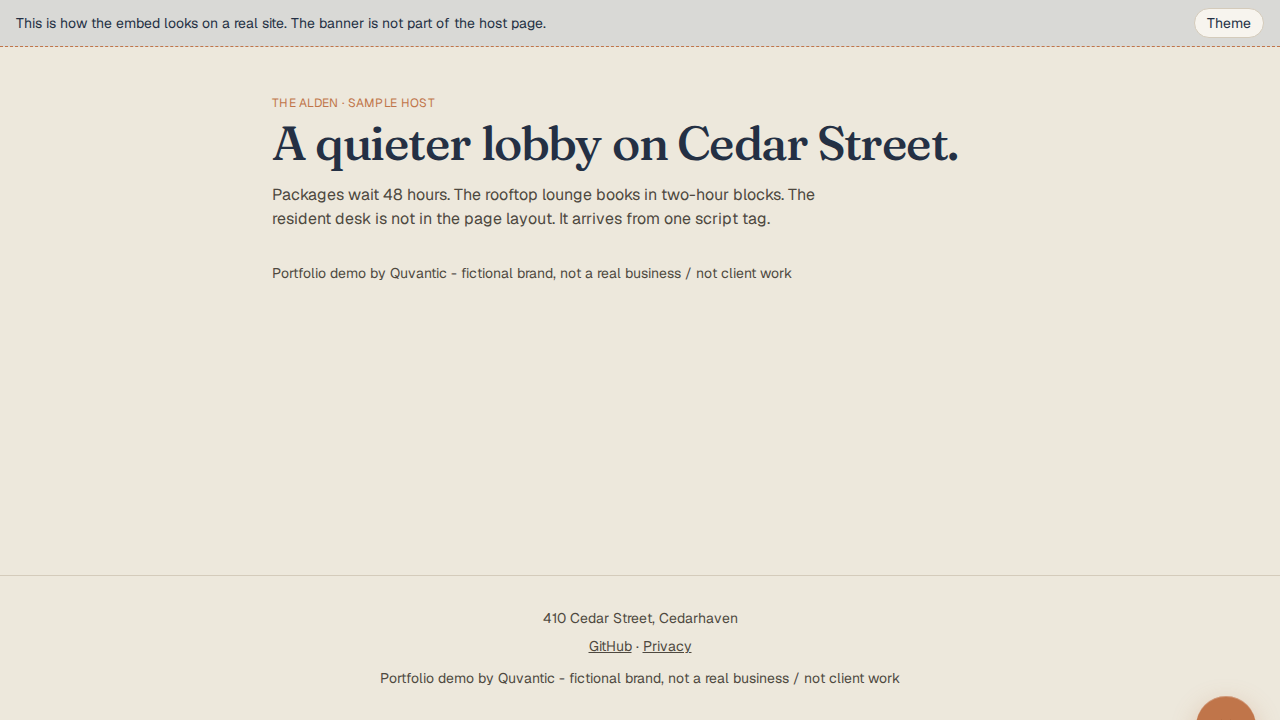 This is how the embed looks on a real site. The banner is not part of the host page.
Theme
THE ALDEN · SAMPLE HOST
A quieter lobby on Cedar Street.
Packages wait 48 hours. The rooftop lounge books in two-hour blocks. The
resident desk is not in the page layout. It arrives from one script tag.
Portfolio demo by Quvantic - fictional brand, not a real business / not client work
410 Cedar Street, Cedarhaven
GitHub · Privacy
Portfolio demo by Quvantic - fictional brand, not a real business / not client work